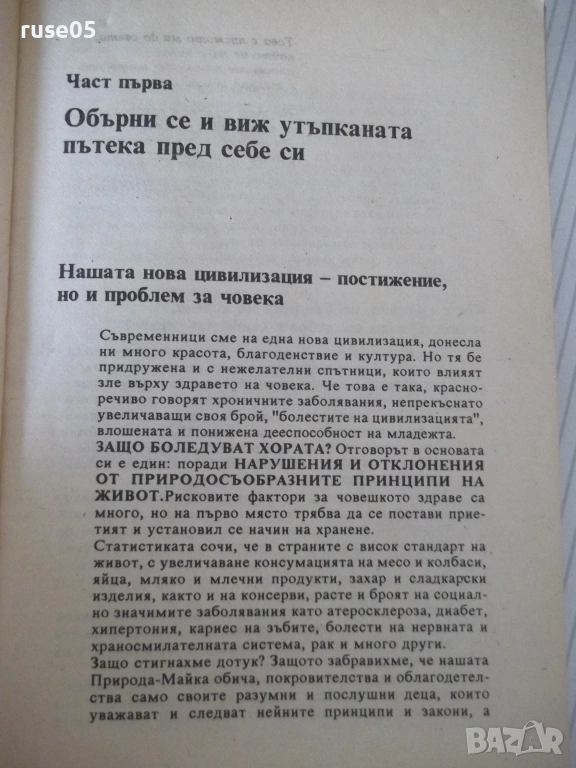 ruse05
Част първа
Обърни се и виж утъпканата
пътека пред себе си
Нашата нова цивилизация – постижение,
но и проблем за човека
Съвременници сме на една нова цивилизация, донесла
ни много красота, благоденствие и култура. Но тя бе
придружена и с нежелателни спътници, които влияят
зле върху здравето на човека. Че това е така, красно-
речиво говорят хроничните заболявания, непрекъснато
увеличаващи своя брой, "болестите на цивилизацията",
влошената и понижена дееспособност на младежта.
ЗАЩО БОЛЕДУВАТ ХОРАТА? Отговорът в основата
си е един: поради НАРУШЕНИЯ И ОТКЛОНЕНИЯ
ОТ ПРИРОДОСЪОБРАЗНИТЕ ПРИНЦИПИ НА
ЖИВОТ.Рисковите фактори за човешкото здраве са
много, но на първо място трябва да се постави прие-
тият и установил се начин на хранене.
Статистиката сочи, че в страните с висок стандарт на
живот, с увеличаване консумацията на месо и колбаси,
яйца, мляко и млечни продукти, захар и сладкарски
изделия, както и на консерви, расте и броят на социал-
но значимите заболявания като атеросклероза, диабет,
хипертония, кариес на зъбите, болести на нервната и
храносмилателната система, рак и много други.
Защо стигнахме дотук? Защото забравихме, че нашата
Природа-Майка обича, покровителства и облагодетел-
ства само своите разумни и послушни деца, които
уважават и следват нейните принципи и закони, а
BAZAR